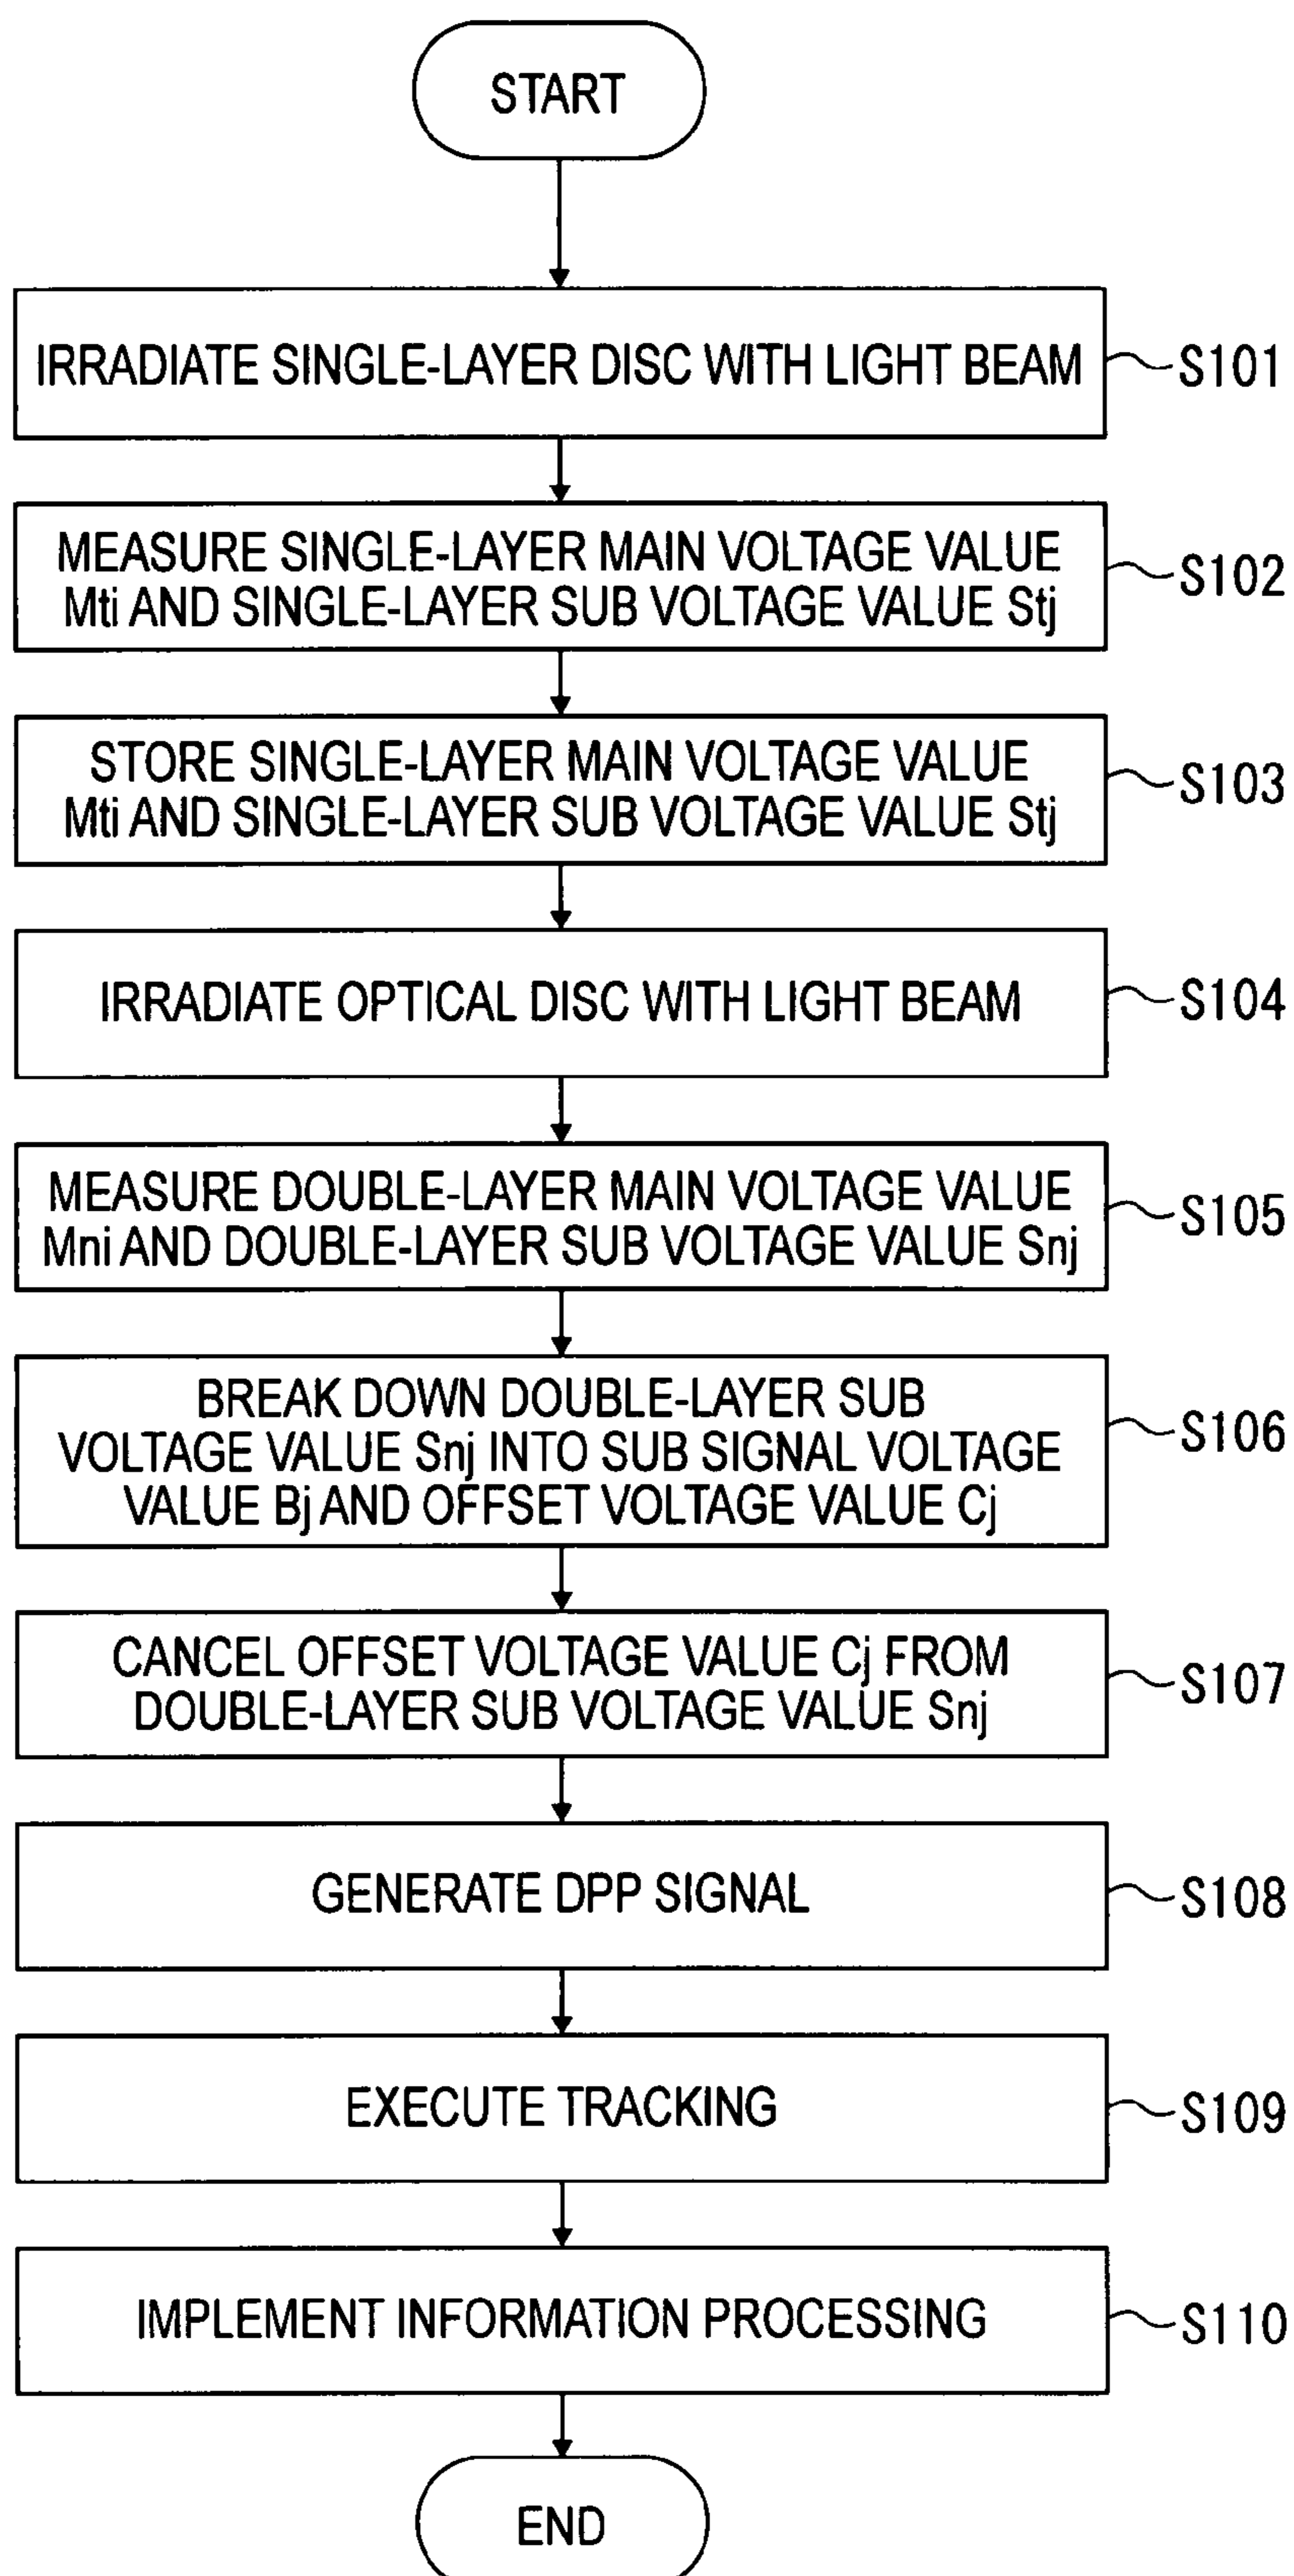 START
IRRADIATE SINGLE-LAYER DISC WITH LIGHT BEAM
S101
MEASURE SINGLE-LAYER MAIN VOLTAGE VALUE
Mti AND SINGLE-LAYER SUB VOLTAGE VALUE Stj
S102
STORE SINGLE-LAYER MAIN VOLTAGE VALUE
Mti AND SINGLE-LAYER SUB VOLTAGE VALUE Stj
S103
IRRADIATE OPTICAL DISC WITH LIGHT BEAM
S104
MEASURE DOUBLE-LAYER MAIN VOLTAGE VALUE
Mni AND DOUBLE-LAYER SUB VOLTAGE VALUE Snj
S105
BREAK DOWN DOUBLE-LAYER SUB
VOLTAGE VALUE Snj INTO SUB SIGNAL VOLTAGE
VALUE Bj AND OFFSET VOLTAGE VALUE Cj
S106
CANCEL OFFSET VOLTAGE VALUE Cj FROM
DOUBLE-LAYER SUB VOLTAGE VALUE Snj
S107
GENERATE DPP SIGNAL
S108
EXECUTE TRACKING
S109
IMPLEMENT INFORMATION PROCESSING
S110
END